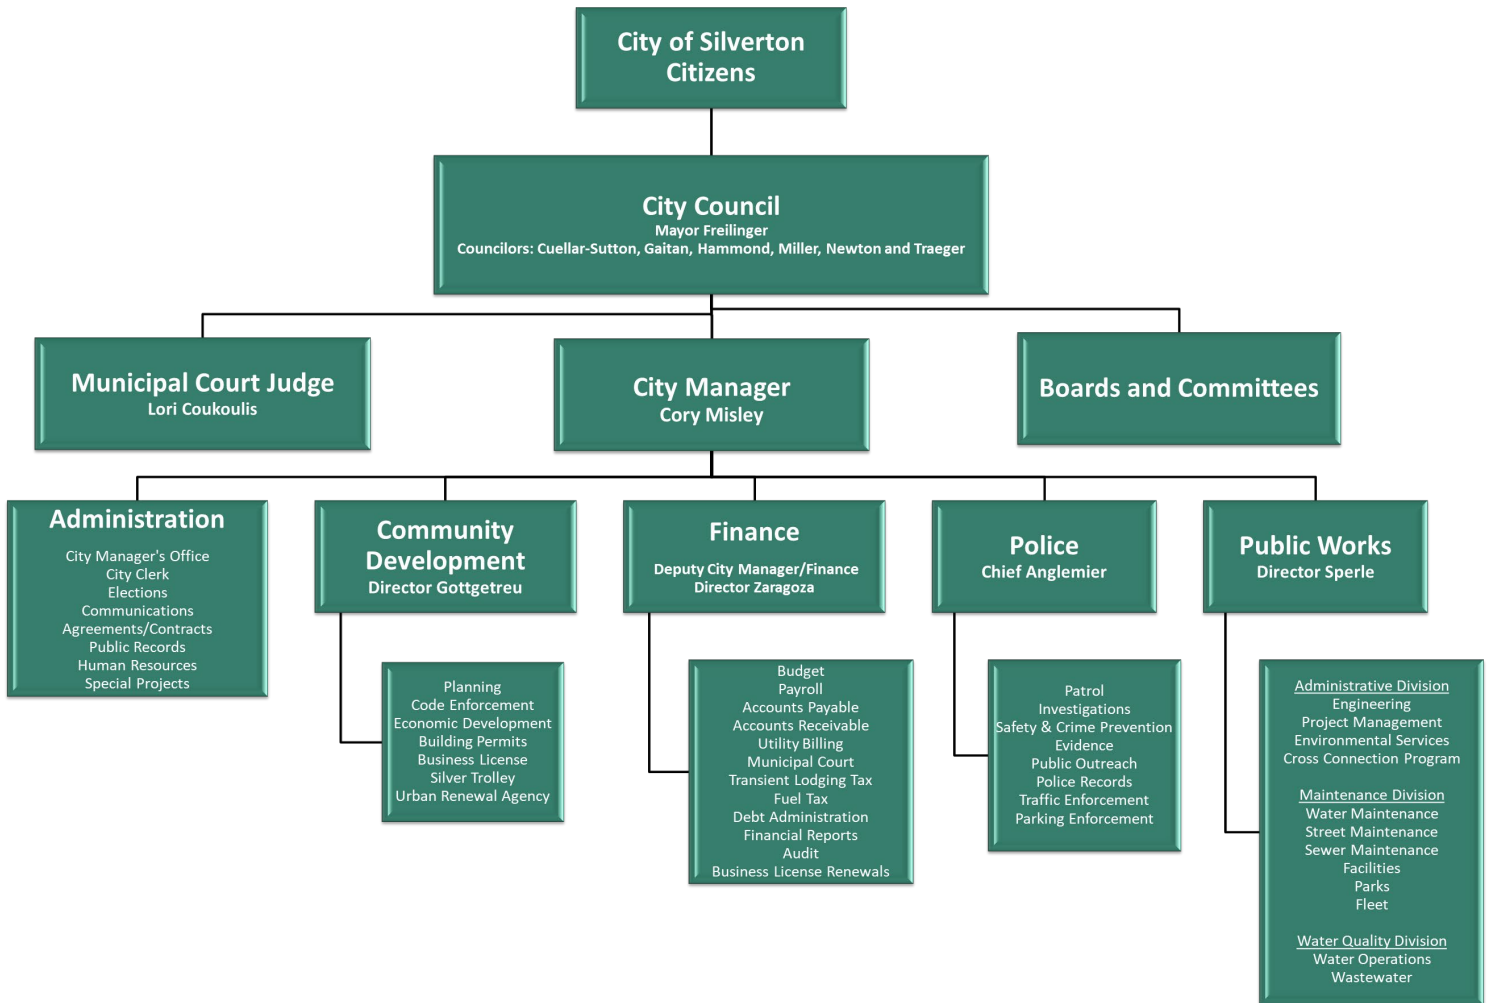 City of Silverton
Citizens
City Council
Mayor Freilinger
Councilors: Cuellar-Sutton, Gaitan, Hammond, Miller, Newton and Traeger
Municipal Court Judge
Lori Coukoulis
City Manager
Cory Misley
Boards and Committees
Administration
City Manager's Office
City Clerk
Elections
Communications
Agreements/Contracts
Public Records
Human Resources
Special Projects
Community
Development
Director Gottgetreu
Planning
Code Enforcement
Economic Development
Building Permits
Business License
Silver Trolley
Urban Renewal Agency
Finance
Deputy City Manager/Finance
Director Zaragoza
Budget
Payroll
Accounts Payable
Accounts Receivable
Utility Billing
Municipal Court
Transient Lodging Tax
Fuel Tax
Debt Administration
Financial Reports
Audit
Business License Renewals
Police
Chief Anglemier
Patrol
Investigations
Safety & Crime Prevention
Evidence
Public Outreach
Police Records
Traffic Enforcement
Parking Enforcement
Public Works
Director Sperle
Administrative Division
Engineering
Project Management
Environmental Services
Cross Connection Program
Maintenance Division
Water Maintenance
Street Maintenance
Sewer Maintenance
Facilities
Parks
Fleet
Water Quality Division
Water Operations
Wastewater